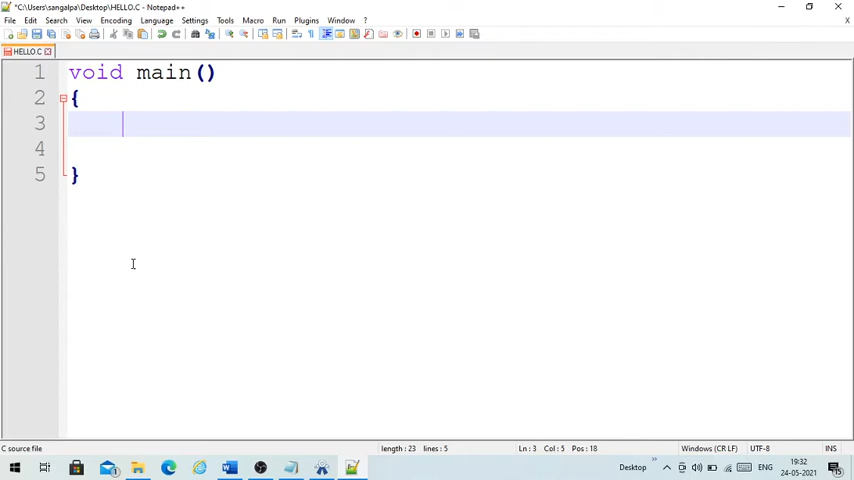 *C:\Users\sangalpa\Desktop\HELLO.C - Notepad++
File Edit Search View Encoding Language Settings Tools Macro Run Plugins Window ? X
HELLO.C
1 void main()
2 {
3
4
5 }
C source file length : 23 lines : 5 Ln : 3 Col : 5 Pos : 18 Windows (CR LF) UTF-8 INS
Desktop ENG 19:32
24-05-2021